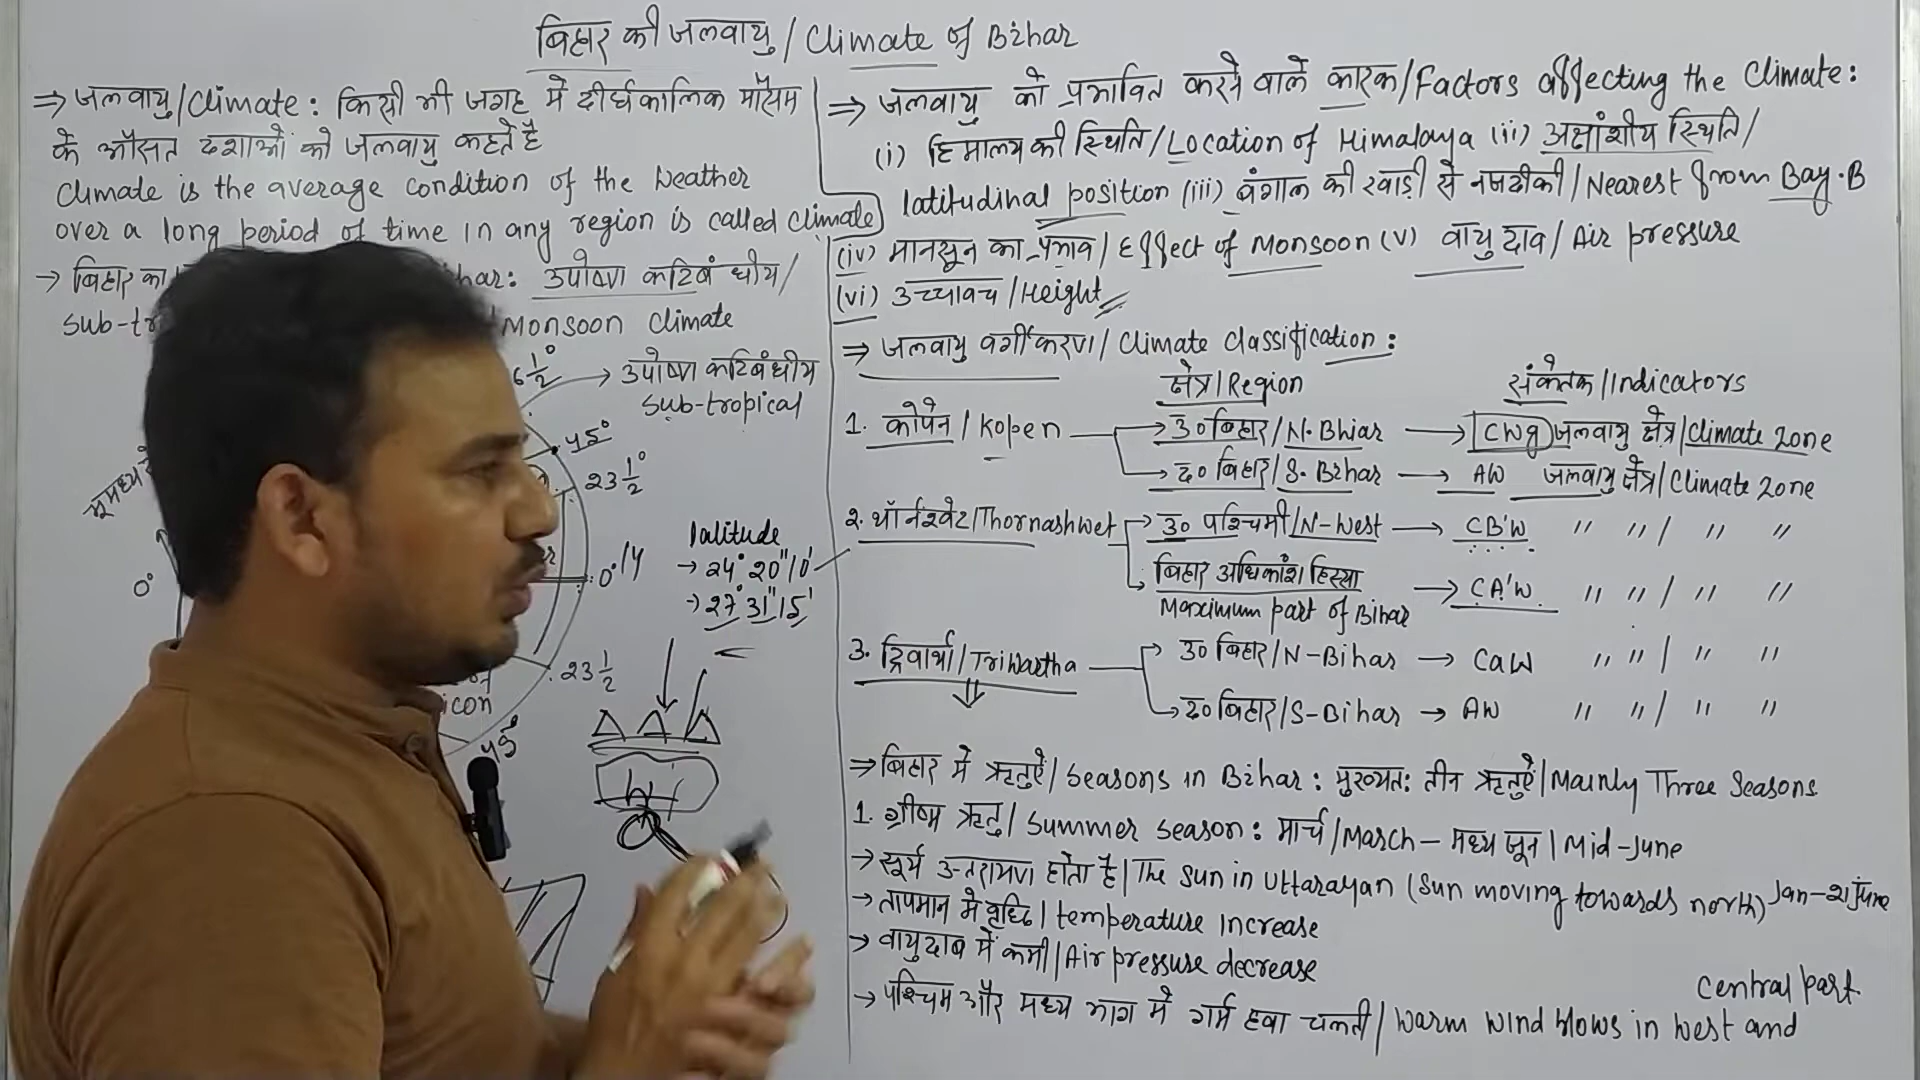 बिहार की जलवायु / Climate of Bihar
⇒ जलवायु/Climate: किसी भी जगह में दीर्घकालिक मौसम
के औसत दशाओं को जलवायु कहते है
Climate is the average condition of the Weather
over a long period of time in any region is called climate
→ बिहार का har: उपोष्ण कटिबंधीय/
Sub-tr Monsoon Climate
6 1/2°
→ उपोष्ण कटिबंधीय
Sub-tropical
45°
23 1/2°
0°
0°
23 1/2
45°
icon
latitude
→ 24° 20" 10'
→ 27° 31" 15'
⇒ जलवायु को प्रभावित करने वाले कारक/Factors affecting the Climate:
(i) हिमालय की स्थिति/Location of Himalaya (ii) अक्षांशीय स्थिति/
latitudinal position (iii) बंगाल की खाड़ी से नजदीकी/Nearest from Bay.B
(iv) मानसून का प्रभाव/Effect of Monsoon (v) वायु दाव/Air pressure
(vi) उच्चावच/Height
⇒ जलवायु वर्गीकरण/Climate Classification:
क्षेत्र/Region संकेतक/Indicators
1. कोपेन/Kopen → उ० बिहार/N. Bhiar → CWg जलवायु क्षेत्र/Climate Zone
→ द० बिहार/S. Bihar → AW जलवायु क्षेत्र/Climate Zone
2. थॉर्नश्वेट/Thornashwet → उ० पश्चिमी/N-West → CB'W " " / " "
→ बिहार अधिकांश हिस्सा → CA'W " " / " "
Maximum part of Bihar
3. ट्रिवार्था/Triwartha → उ० बिहार/N-Bihar → Caw " " / " "
→ द० बिहार/S-Bihar → AW " " / " "
⇒ बिहार में ऋतुऐं/Seasons in Bihar: मुख्यतः तीन ऋतुऐं/Mainly Three Seasons
1. ग्रीष्म ऋतु/Summer Season: मार्च/March – मध्य जून/Mid-June
→ सूर्य उत्तरायण होता है/The Sun in Uttarayan (Sun moving towards north) Jan-21 June
→ तापमान में वृद्धि/temperature Increase
→ वायुदाब में कमी/Air pressure decrease
→ पश्चिम और मध्य भाग में गर्म हवा चलती/Warm Wind blows in West and
Central part.